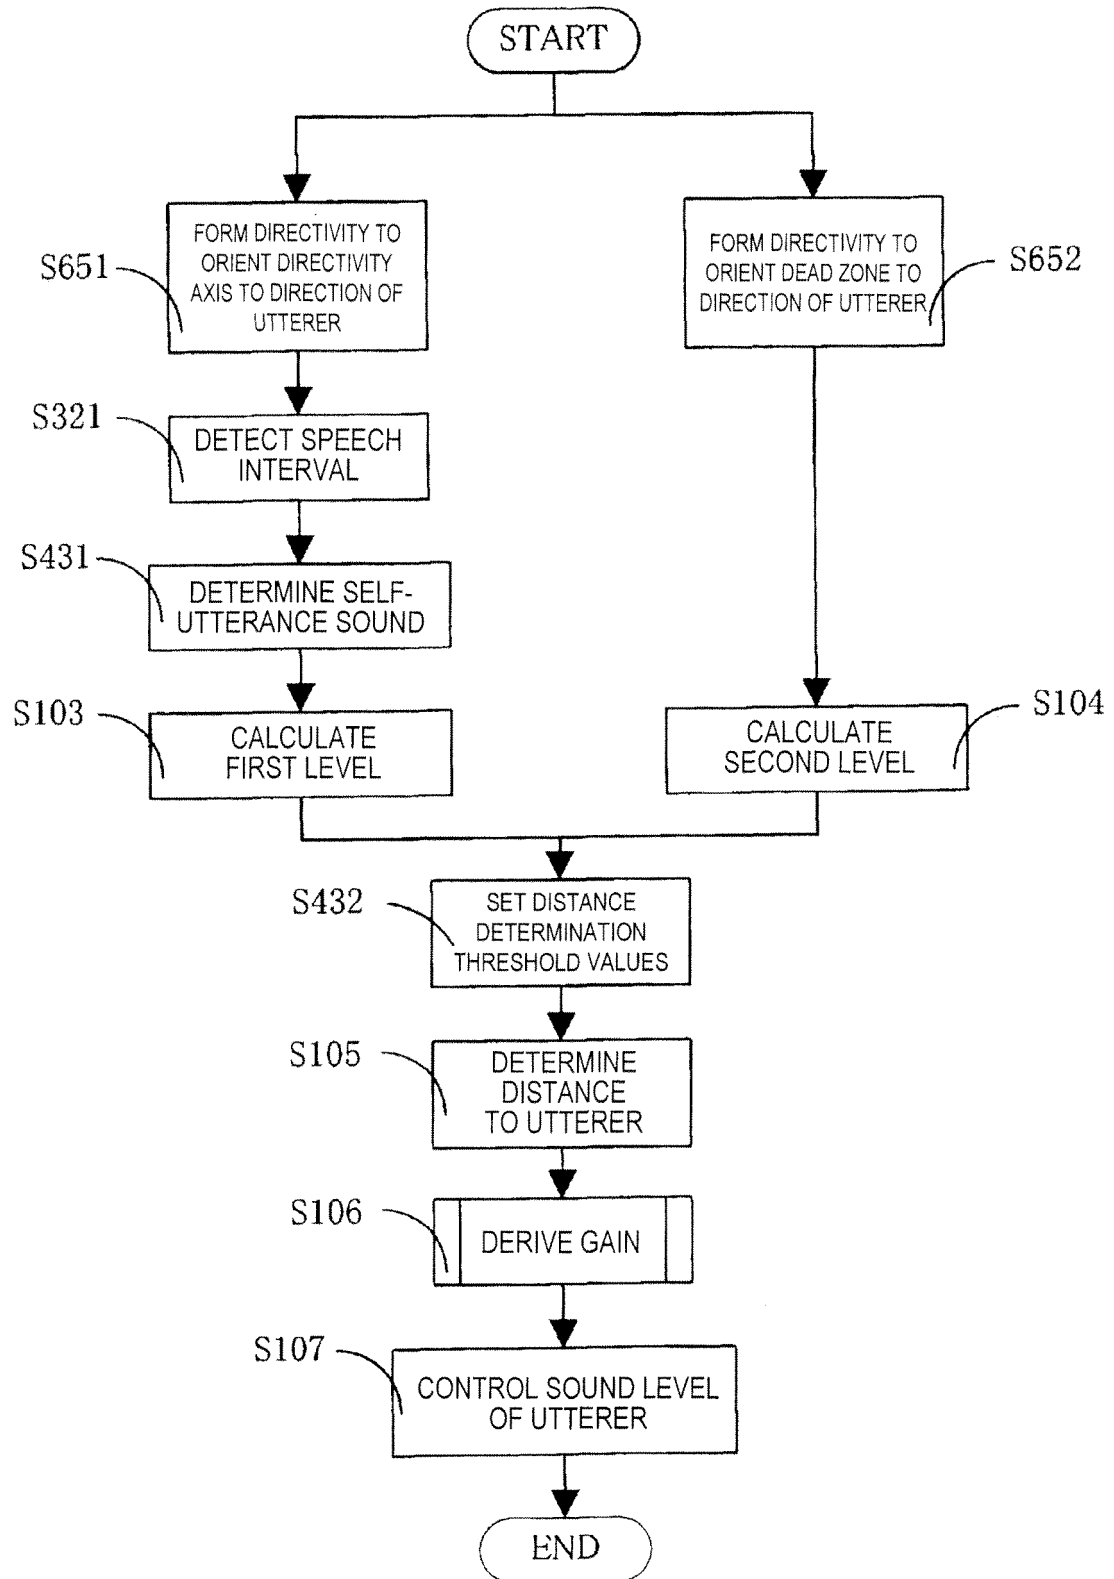 START
FORM DIRECTIVITY TO
ORIENT DIRECTIVITY
AXIS TO DIRECTION OF
UTTERER
S651
FORM DIRECTIVITY TO
ORIENT DEAD ZONE TO
DIRECTION OF UTTERER
S652
S321
DETECT SPEECH
INTERVAL
S431
DETERMINE SELF-
UTTERANCE SOUND
S103
CALCULATE
FIRST LEVEL
CALCULATE
SECOND LEVEL
S104
S432
SET DISTANCE
DETERMINATION
THRESHOLD VALUES
S105
DETERMINE
DISTANCE
TO UTTERER
S106
DERIVE GAIN
S107
CONTROL SOUND LEVEL
OF UTTERER
END